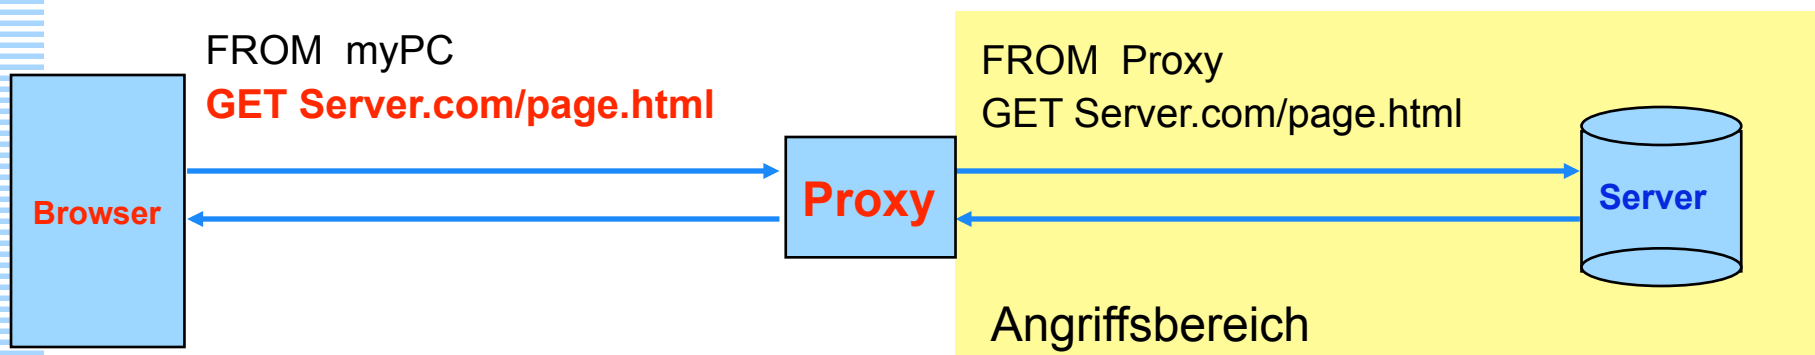 FROM myPC
GET Server.com/page.html
Browser
Proxy
FROM Proxy
GET Server.com/page.html
Server
Angriffsbereich